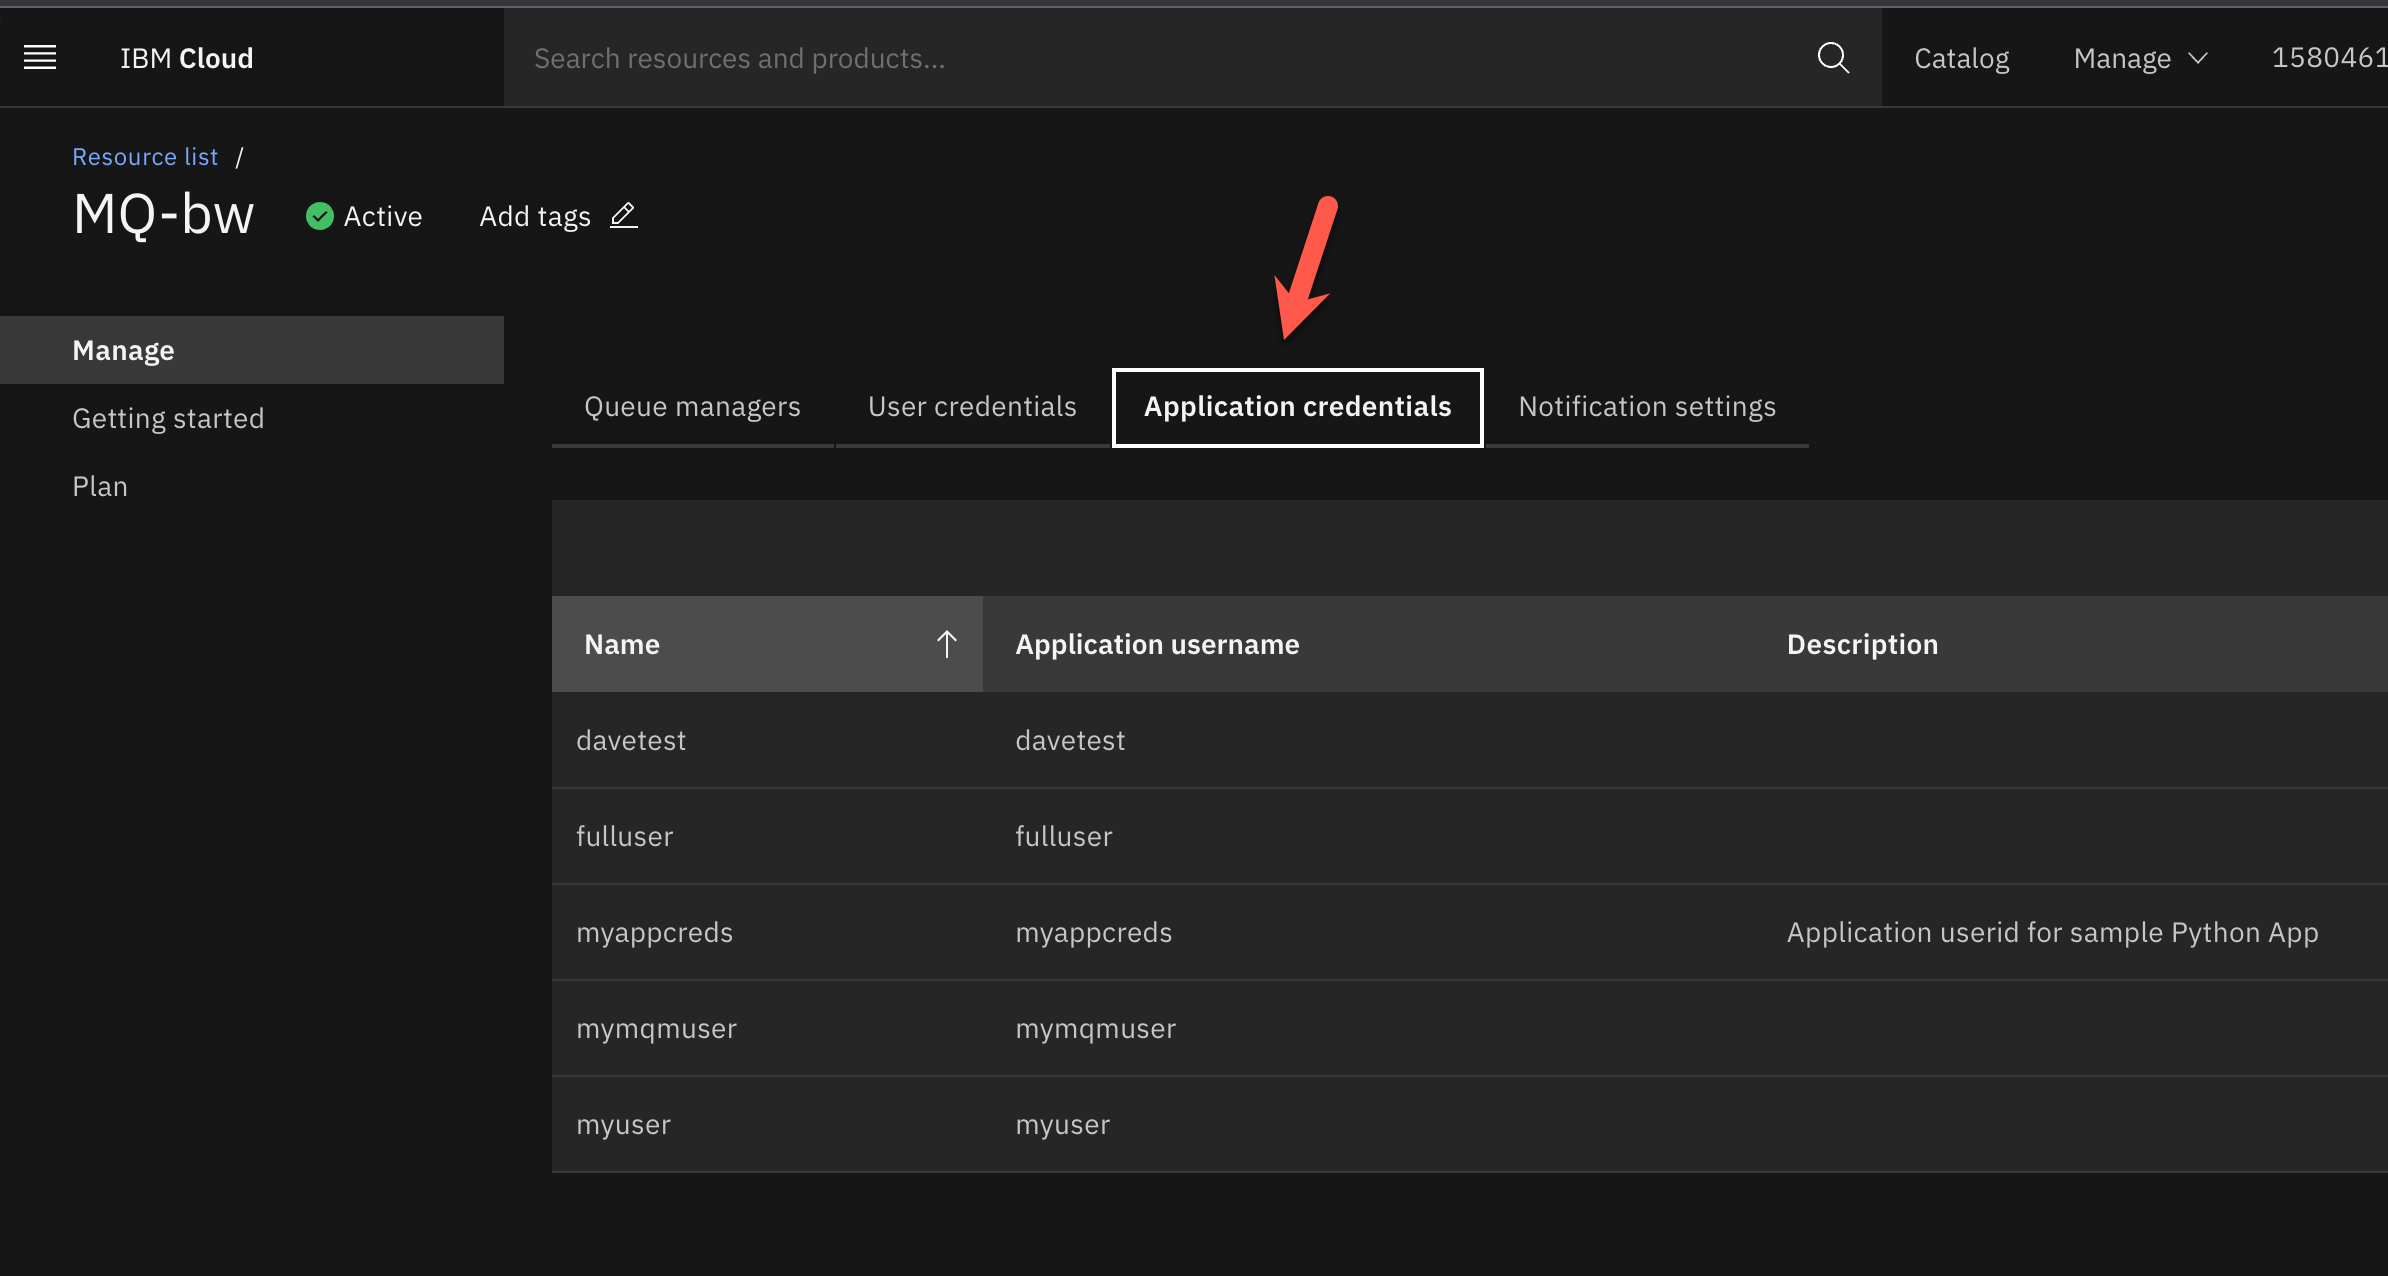 IBM Cloud
Search resources and products...
Catalog
Manage
1580461
Resource list /
MQ-bw
Active
Add tags
Manage
Getting started
Plan
Queue managers
User credentials
Application credentials
Notification settings
Name
Application username
Description
davetest
davetest
fulluser
fulluser
myappcreds
myappcreds
Application userid for sample Python App
mymqmuser
mymqmuser
myuser
myuser